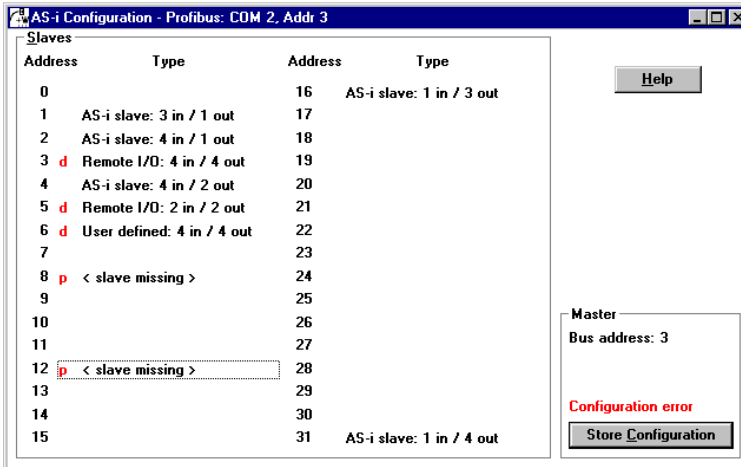 AS-i Configuration - Profibus: COM 2, Addr 3
Slaves
Address Type Address Type
0 16 AS-i slave: 1 in / 3 out
1 AS-i slave: 3 in / 1 out 17
2 AS-i slave: 4 in / 1 out 18
3 d Remote I/O: 4 in / 4 out 19
4 AS-i slave: 4 in / 2 out 20
5 d Remote I/O: 2 in / 2 out 21
6 d User defined: 4 in / 4 out 22
7 23
8 p < slave missing > 24
9 25
10 26
11 27
12 p < slave missing > 28
13 29
14 30
15 31 AS-i slave: 1 in / 4 out
Help
Master
Bus address: 3
Configuration error
Store Configuration